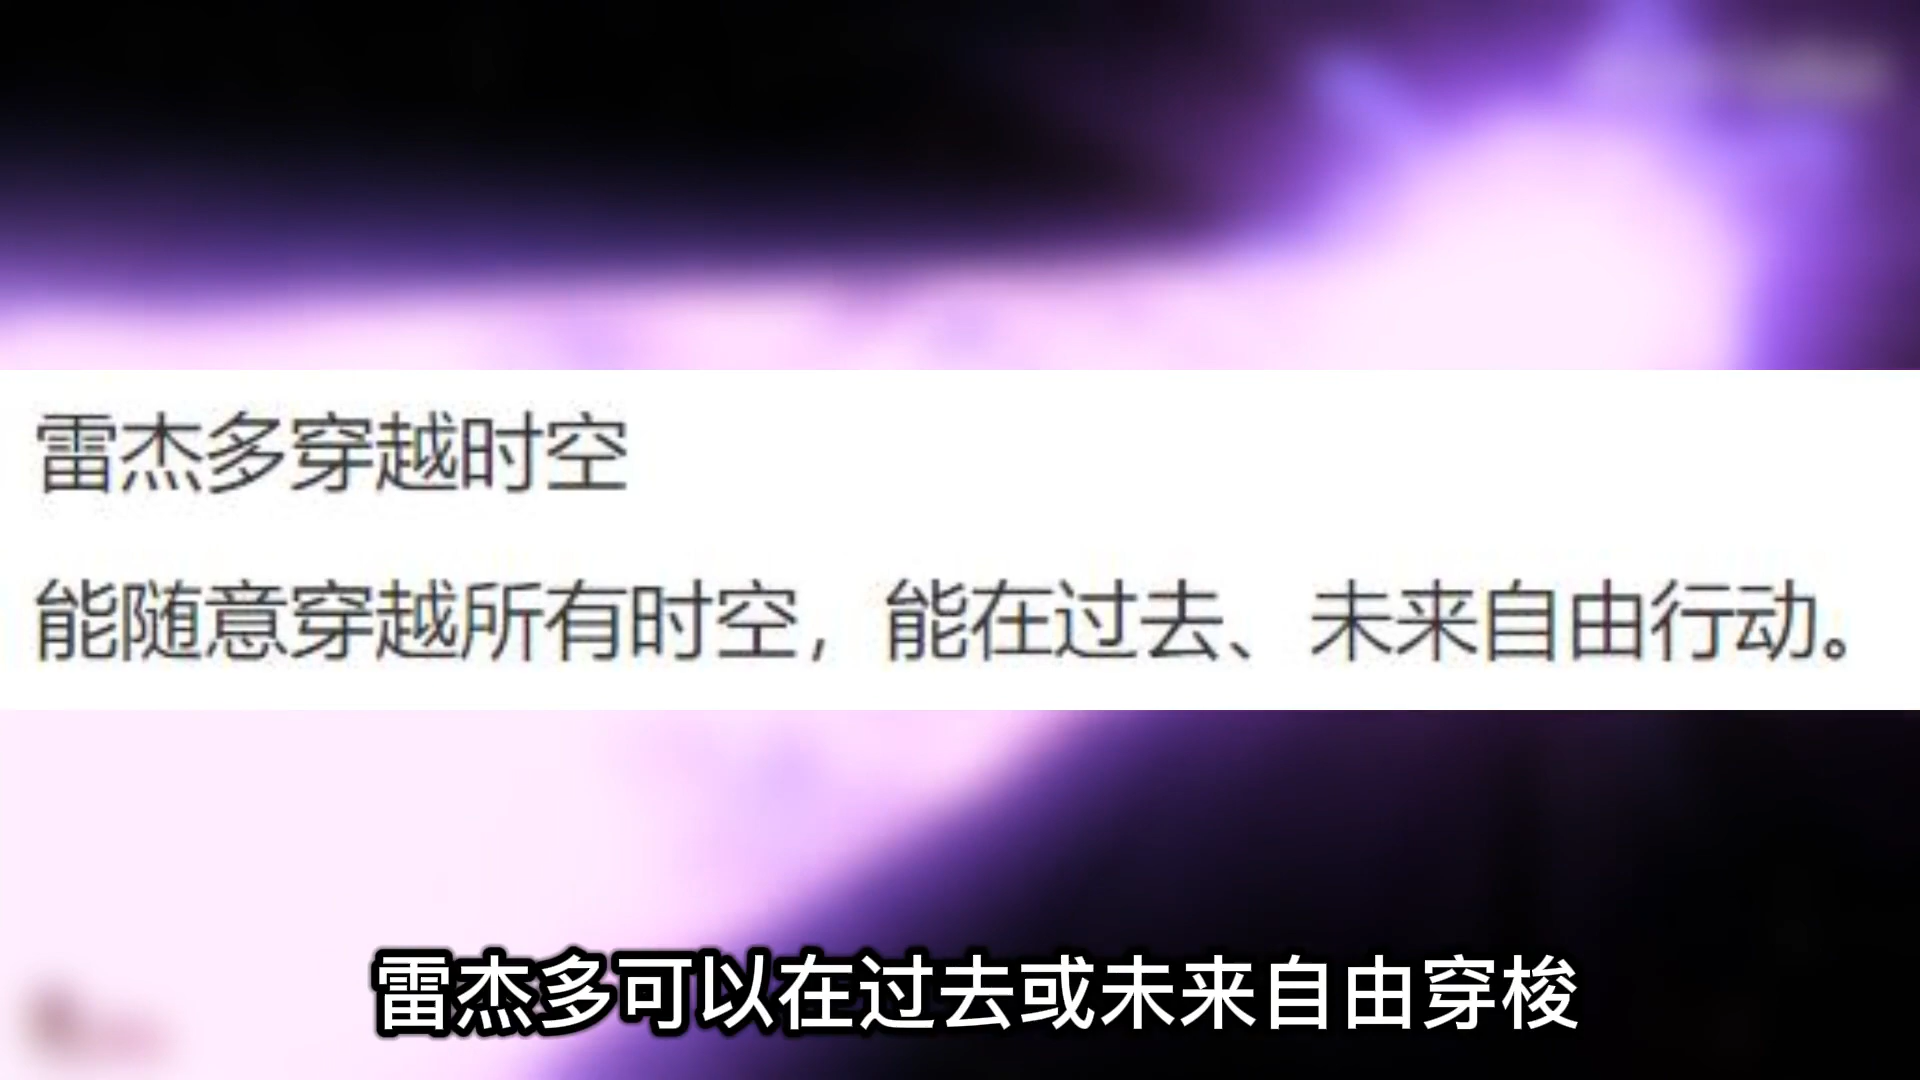 雷杰多穿越时空
能随意穿越所有时空，能在过去、未来自由行动。
雷杰多可以在过去或未来自由穿梭